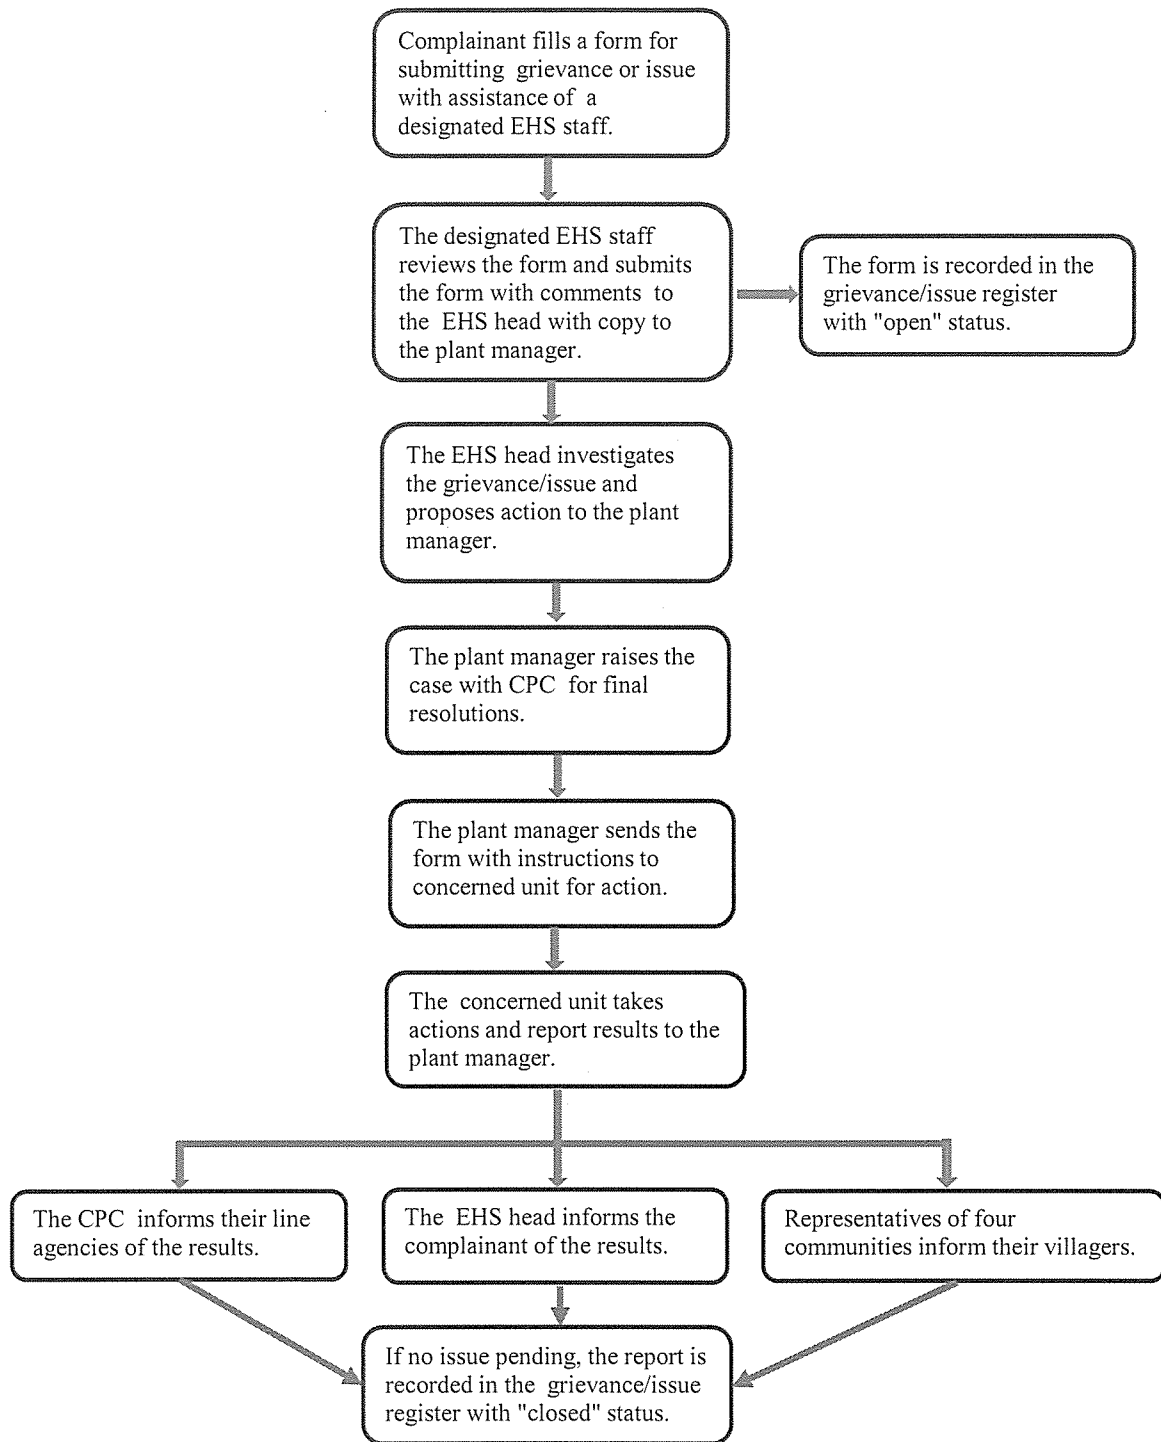 Complainant fills a form for
submitting grievance or issue
with assistance of a
designated EHS staff.
The designated EHS staff
reviews the form and submits
the form with comments to
the EHS head with copy to
the plant manager.
The form is recorded in the
grievance/issue register
with "open" status.
The EHS head investigates
the grievance/issue and
proposes action to the plant
manager.
The plant manager raises the
case with CPC for final
resolutions.
The plant manager sends the
form with instructions to
concerned unit for action.
The concerned unit takes
actions and report results to the
plant manager.
The CPC informs their line
agencies of the results.
The EHS head informs the
complainant of the results.
Representatives of four
communities inform their villagers.
If no issue pending, the report is
recorded in the grievance/issue
register with "closed" status.